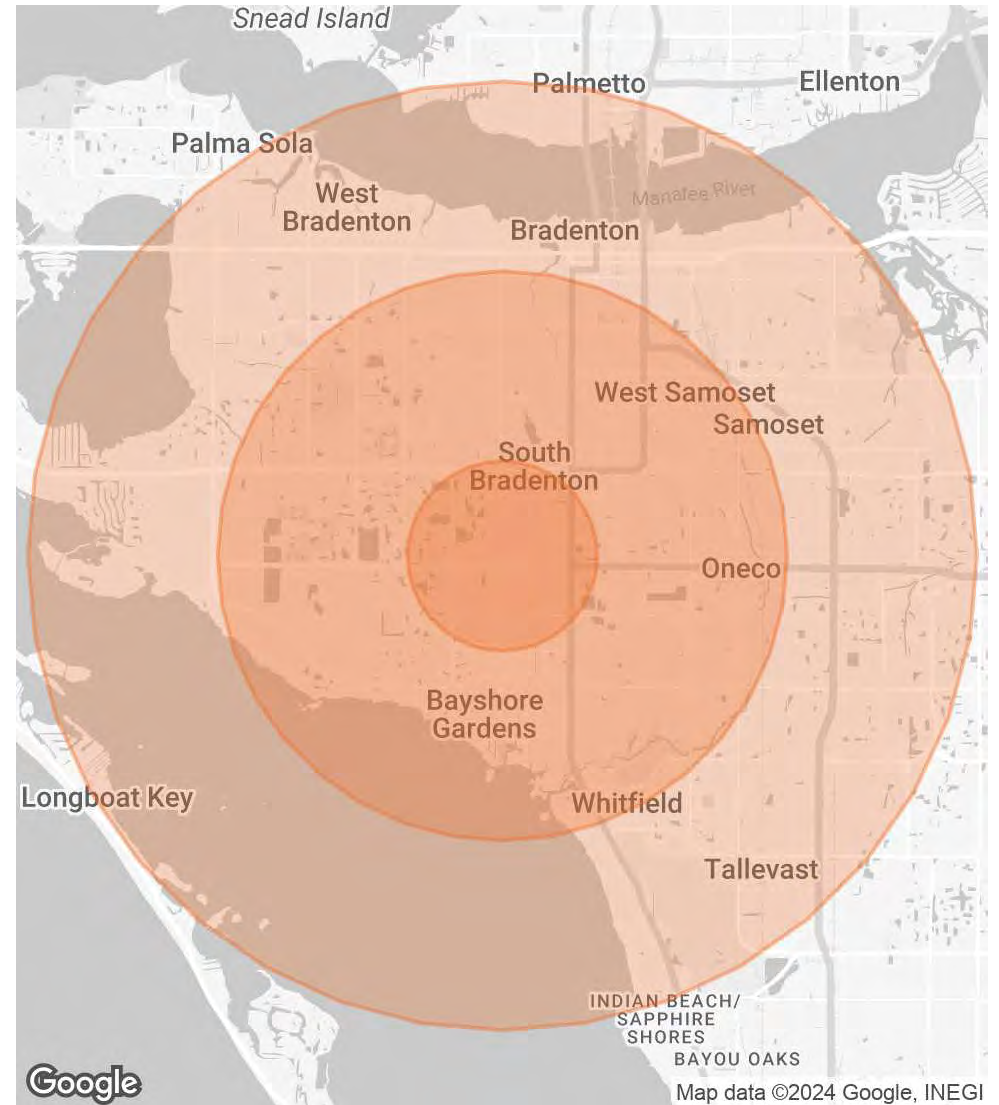 Snead Island
Palmetto
Ellenton
Palma Sola
West
Bradenton
Manatee River
Bradenton
West Samoset
Samoset
South
Bradenton
Oneco
Bayshore
Gardens
Longboat Key
Whitfield
Tallevast
INDIAN BEACH/
SAPPHIRE
SHORES
BAYOU OAKS
Google
Map data ©2024 Google, INEGI